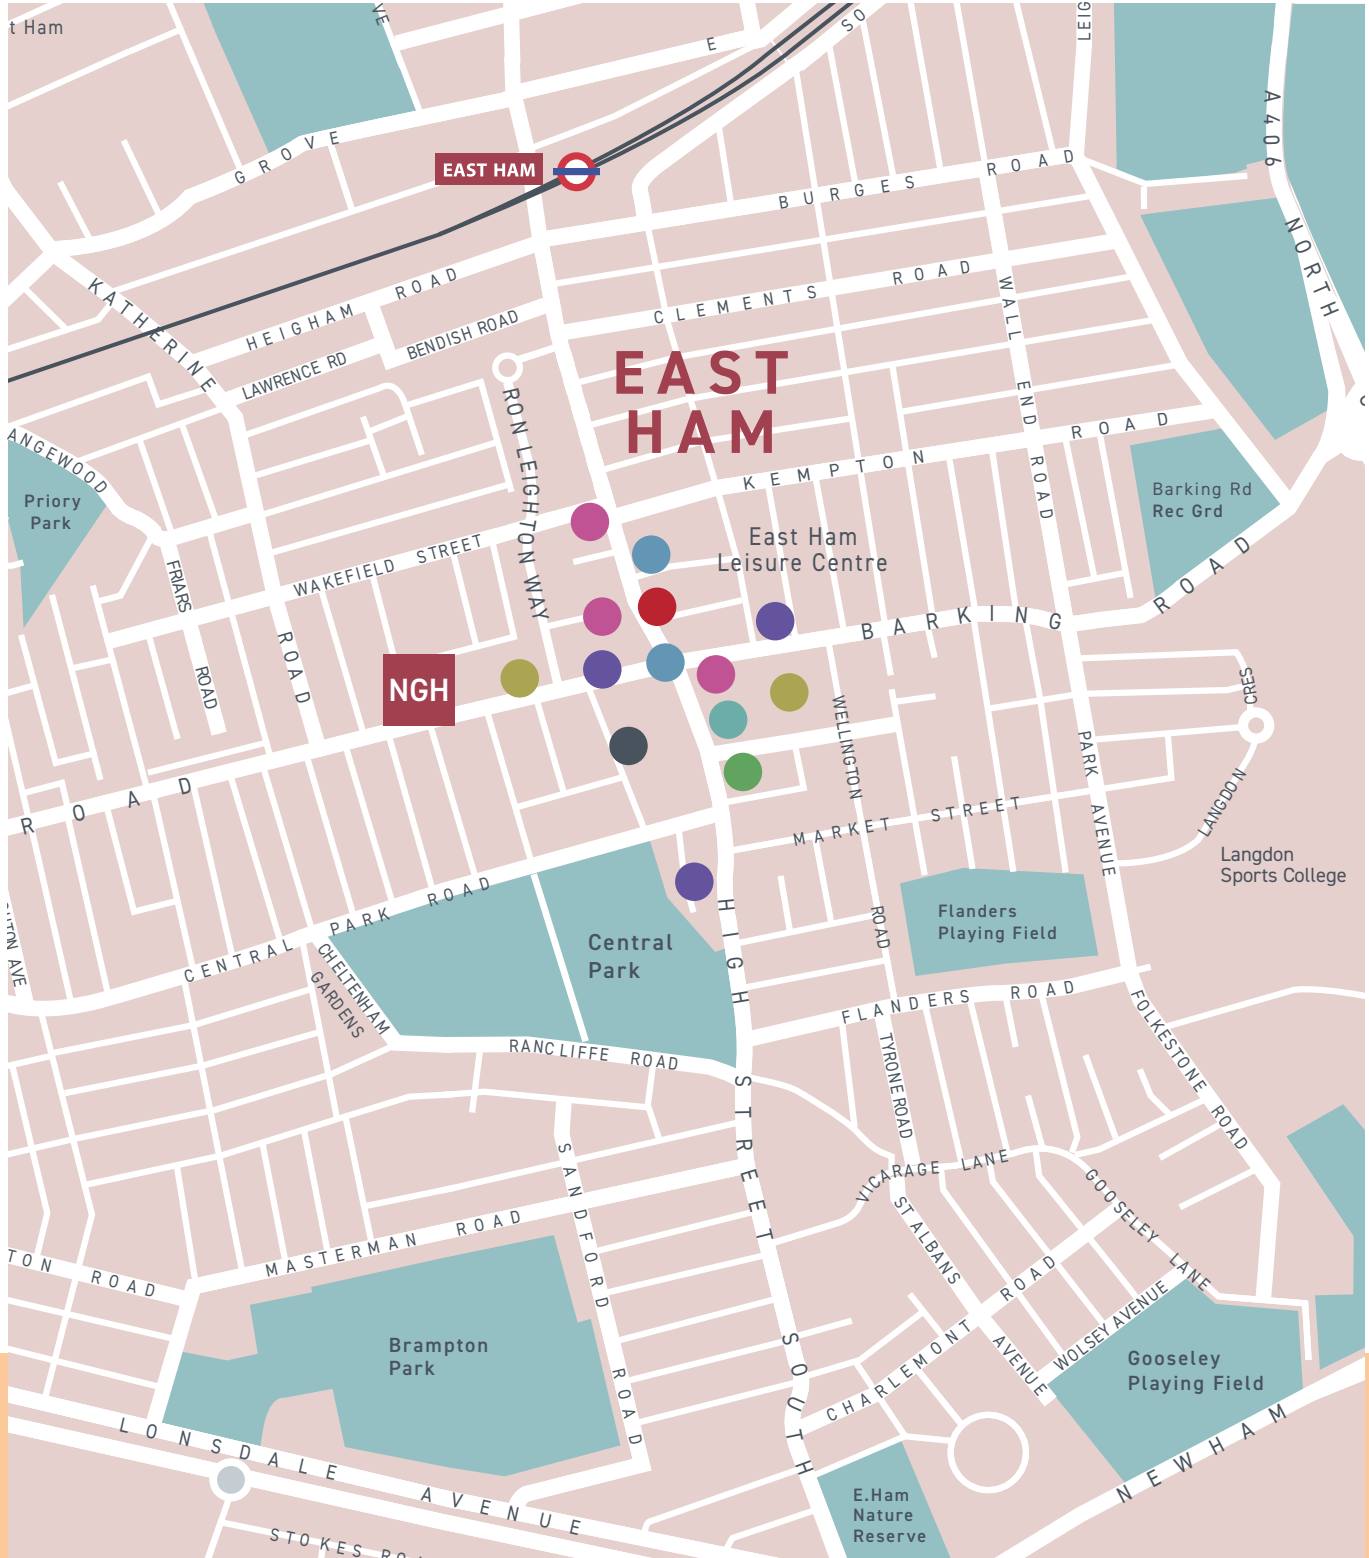 t Ham
GROVE
EAST HAM
E
SO
LEIG
A406
NORTH
BURGES ROAD
KATHERINE
ROAD
HEIGHAM ROAD
LAWRENCE RD
BENDISH ROAD
CLEMENTS ROAD
WALL END ROAD
EAST
HAM
RON LEIGHTON WAY
KEMPTON ROAD
ANGEWOOD
Priory
Park
Barking Rd
Rec Grd
East Ham
Leisure Centre
WAKEFIELD STREET
FRIARS
ROAD
NGH
BARKING ROAD
ROAD
WELLINGTON
ROAD
PARK AVENUE
CRES
LANGDON
MARKET STREET
Langdon
Sports College
Flanders
Playing Field
CENTRAL PARK ROAD
Central
Park
CHELTENHAM
GARDENS
HIGH STREET SOUTH
RANCLIFFE ROAD
FLANDERS ROAD
FOLKESTONE ROAD
TYRONE ROAD
VICARAGE LANE
SANDFORD ROAD
ST ALBANS
AVENUE
GOOSELEY LANE
MASTERMAN ROAD
TON ROAD
CHARLEMONT ROAD
WOLSEY AVENUE
Brampton
Park
Gooseley
Playing Field
LONSDALE AVENUE
NEWHAM
E.Ham
Nature
Reserve
STOKES RO